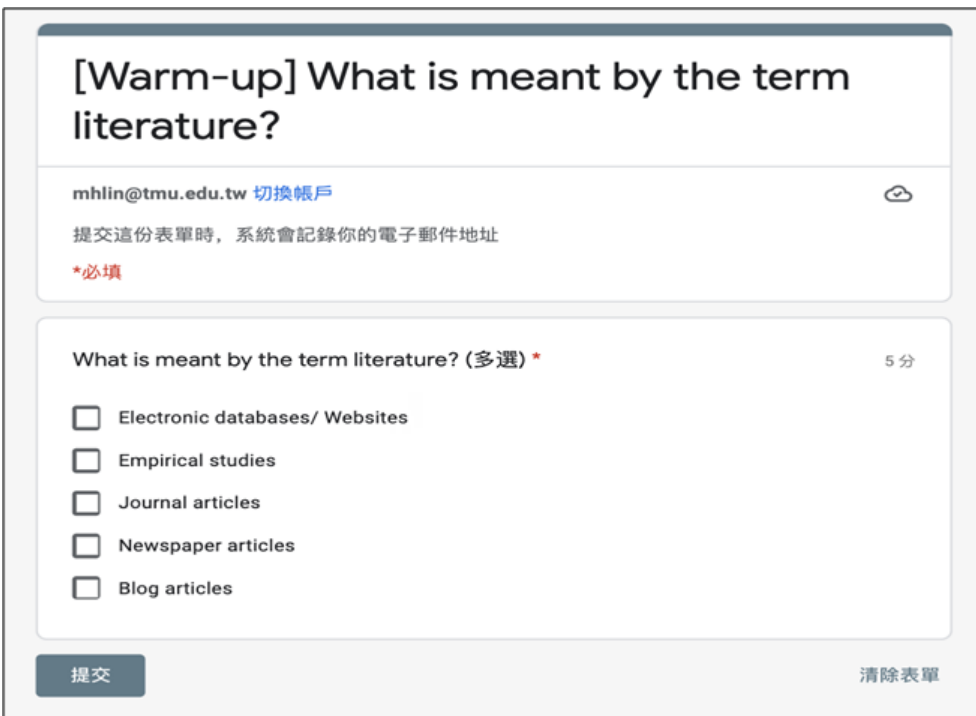 [Warm-up] What is meant by the term
literature?
mhlin@tmu.edu.tw 切換帳戶
提交這份表單時，系統會記錄你的電子郵件地址
*必填
What is meant by the term literature? (多選) *
5 分
Electronic databases/ Websites
Empirical studies
Journal articles
Newspaper articles
Blog articles
提交
清除表單